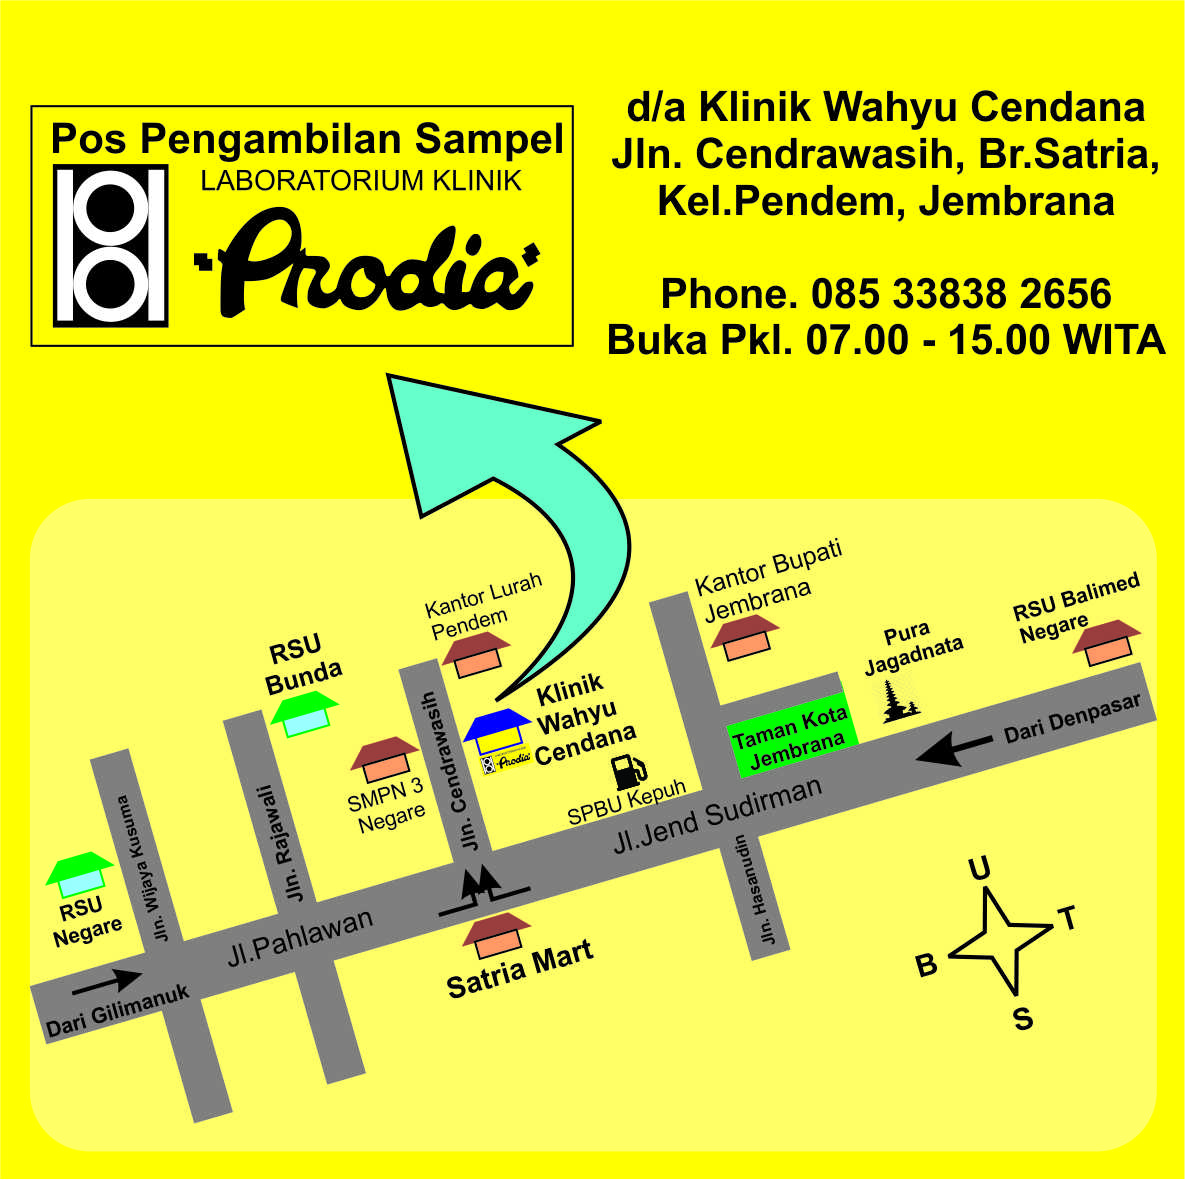 Pos Pengambilan Sampel
LABORATORIUM KLINIK
Prodia
d/a Klinik Wahyu Cendana
Jln. Cendrawasih, Br.Satria,
Kel.Pendem, Jembrana
Phone. 085 33838 2656
Buka Pkl. 07.00 - 15.00 WITA
Kantor Bupati
Jembrana
RSU Balimed
Negare
Kantor Lurah
Pendem
Pura
Jagadnata
RSU
Bunda
Klinik
Wahyu
Cendana
Prodia
Taman Kota
Jembrana
Dari Denpasar
SMPN 3
Negare
Jln. Cendrawasih
SPBU Kepuh
Jl.Jend Sudirman
Jln. Rajawali
Jln. Wijaya Kusuma
RSU
Negare
Jln. Hasanudin
Jl.Pahlawan
Satria Mart
Dari Gilimanuk
U
T
B
S